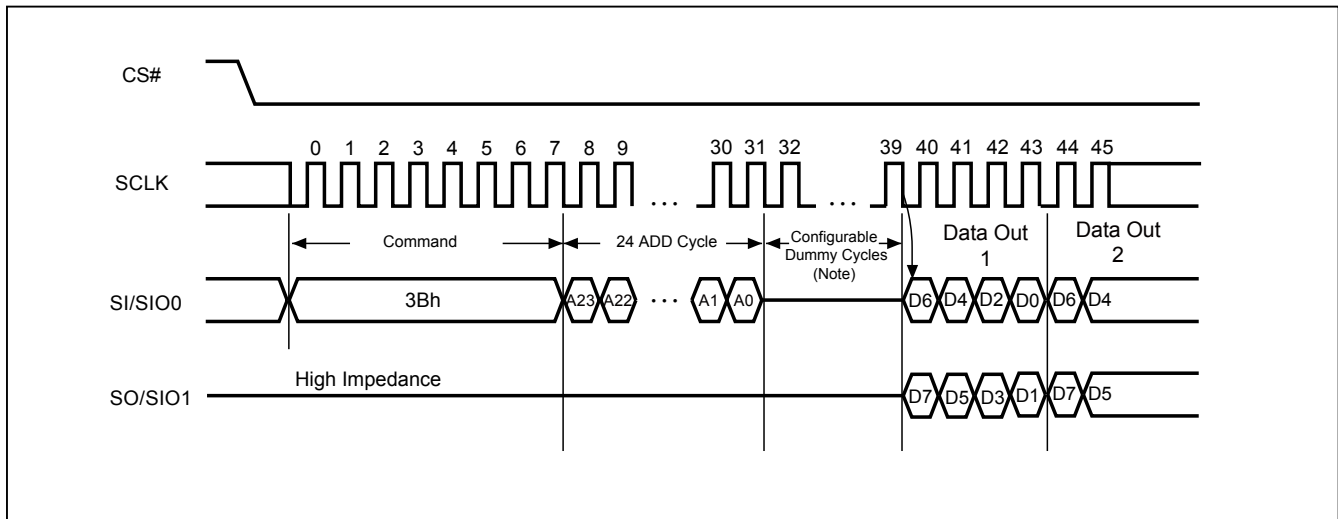 CS#
0 1 2 3 4 5 6 7 8 9 30 31 32 39 40 41 42 43 44 45
SCLK
... ...
Command
24 ADD Cycle
Configurable
Dummy Cycles
(Note)
Data Out
1
Data Out
2
SI/SIO0
3Bh
A23 A22 ... A1 A0
D6 D4 D2 D0 D6 D4
High Impedance
SO/SIO1
D7 D5 D3 D1 D7 D5